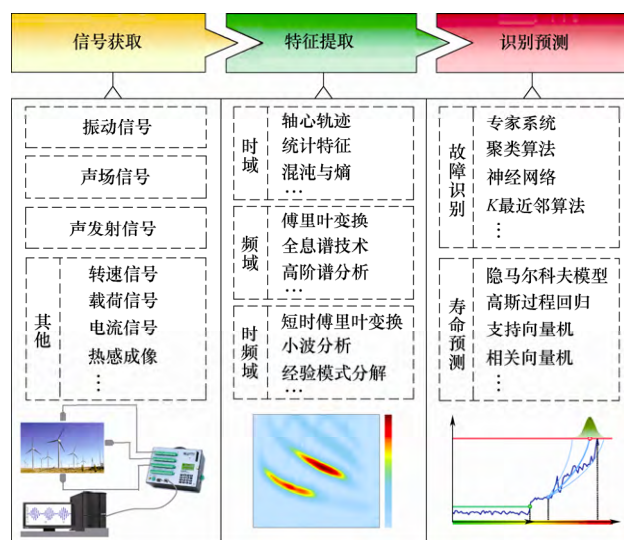 信号获取
特征提取
识别预测
振动信号
声场信号
声发射信号
其他
转速信号
载荷信号
电流信号
热感成像
⋮
时域
轴心轨迹
统计特征
混沌与熵
…
频域
傅里叶变换
全息谱技术
高阶谱分析
…
时频域
短时傅里叶变换
小波分析
经验模式分解
…
故障识别
专家系统
聚类算法
神经网络
K最近邻算法
⋮
寿命预测
隐马尔科夫模型
高斯过程回归
支持向量机
相关向量机
⋮